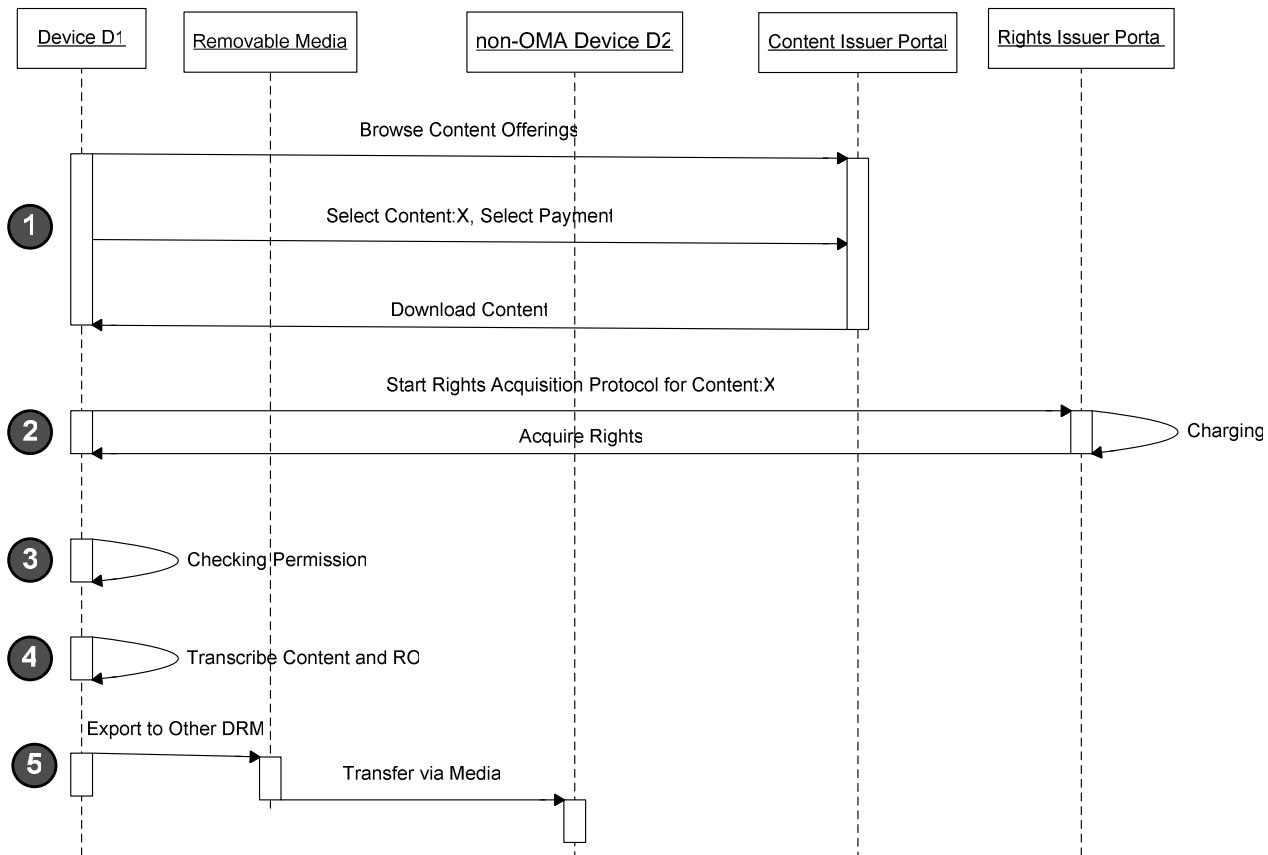 Device D1
Removable Media
non-OMA Device D2
Content Issuer Portal
Rights Issuer Porta
Browse Content Offerings
1
Select Content:X, Select Payment
Download Content
Start Rights Acquisition Protocol for Content:X
2
Acquire Rights
Charging
3
Checking Permission
4
Transcribe Content and RO
Export to Other DRM
5
Transfer via Media